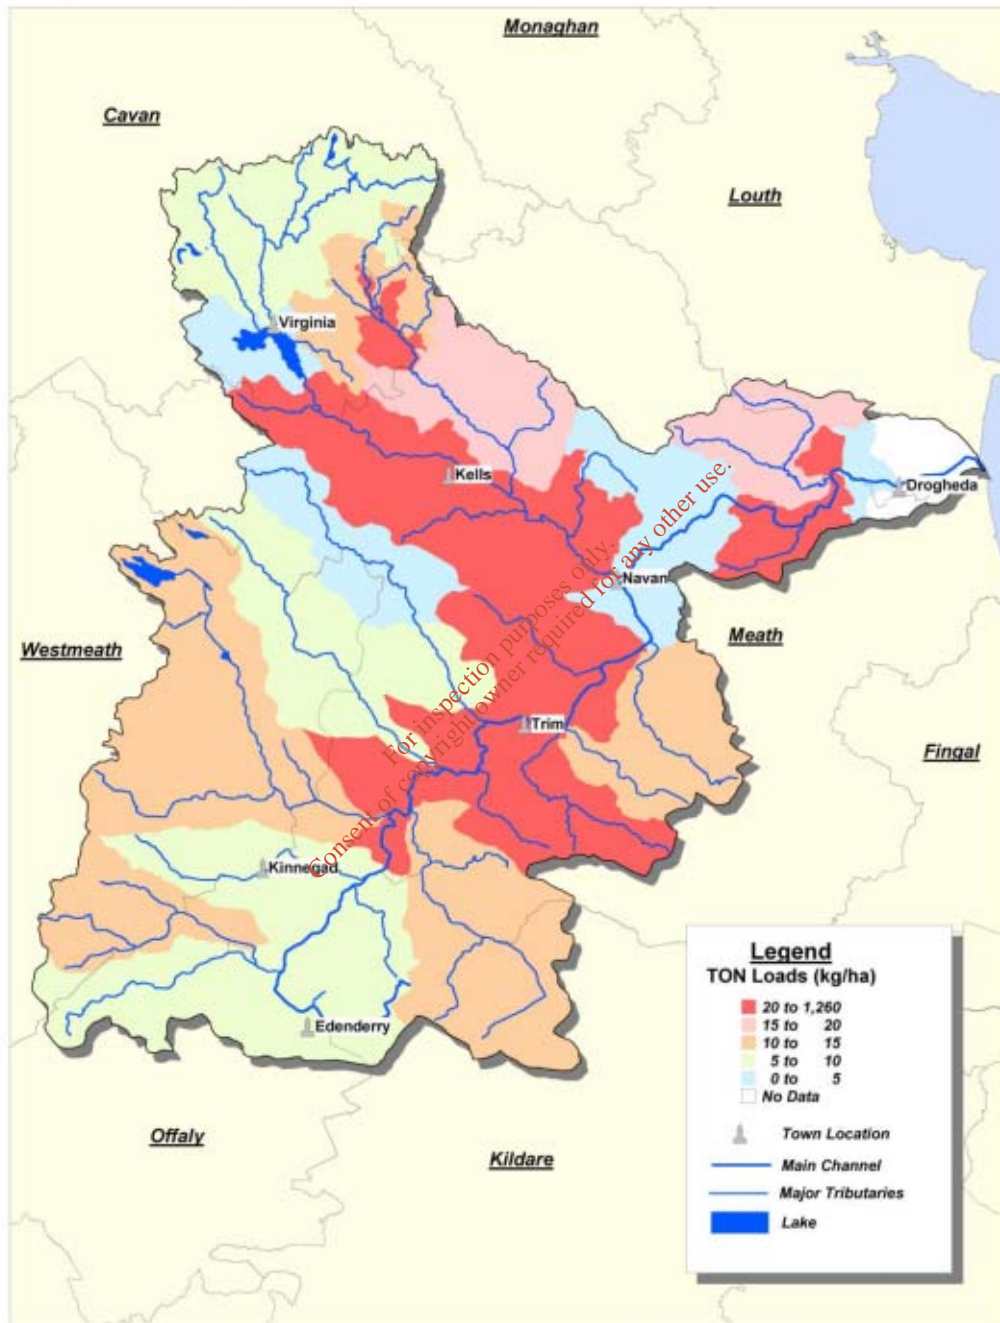 Monaghan
Cavan
Louth
Virginia
Kells
Drogheda
Navan
Westmeath
Meath
Trim
Fingal
Kinnegad
Edenderry
Offaly
Kildare
For inspection purposes only.
Consent of copyright owner required for any other use.
Legend
TON Loads (kg/ha)
20 to 1,260
15 to 20
10 to 15
5 to 10
0 to 5
No Data
Town Location
Main Channel
Major Tributaries
Lake